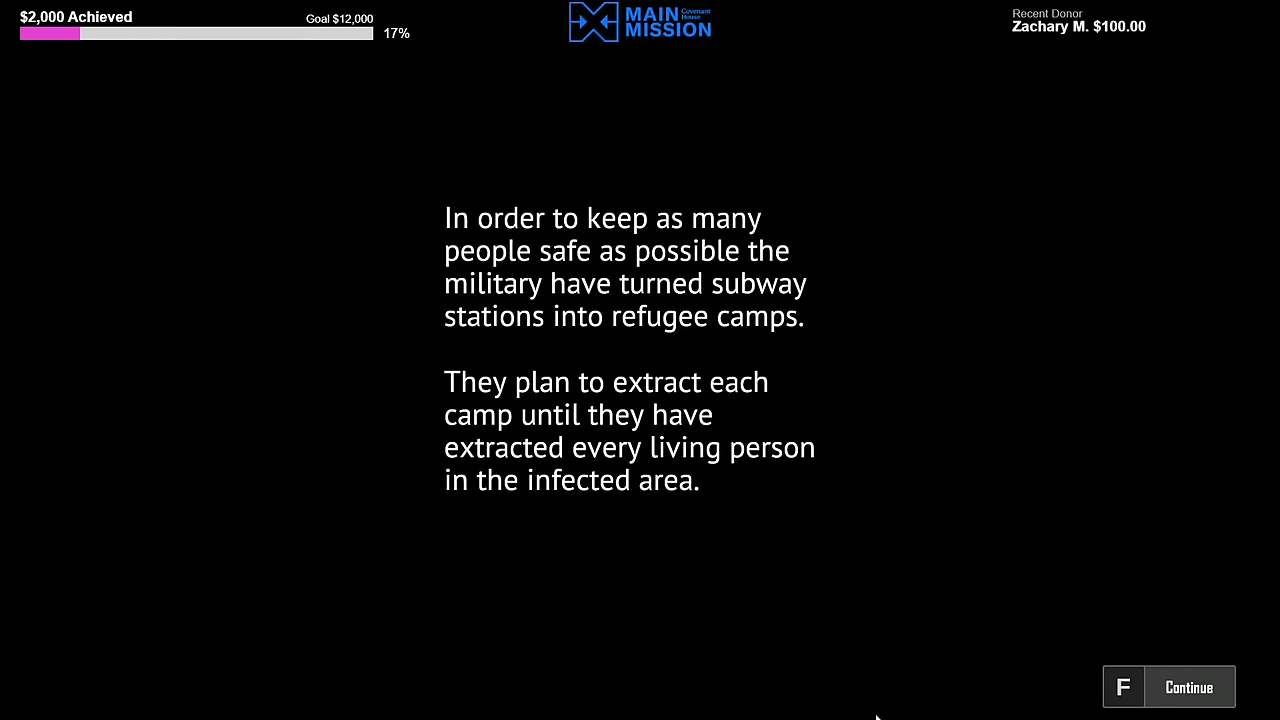 $2,000 Achieved
Goal $12,000
17%
MAIN Covenant House
MISSION
Recent Donor
Zachary M. $100.00
In order to keep as many
people safe as possible the
military have turned subway
stations into refugee camps.
They plan to extract each
camp until they have
extracted every living person
in the infected area.
F Continue